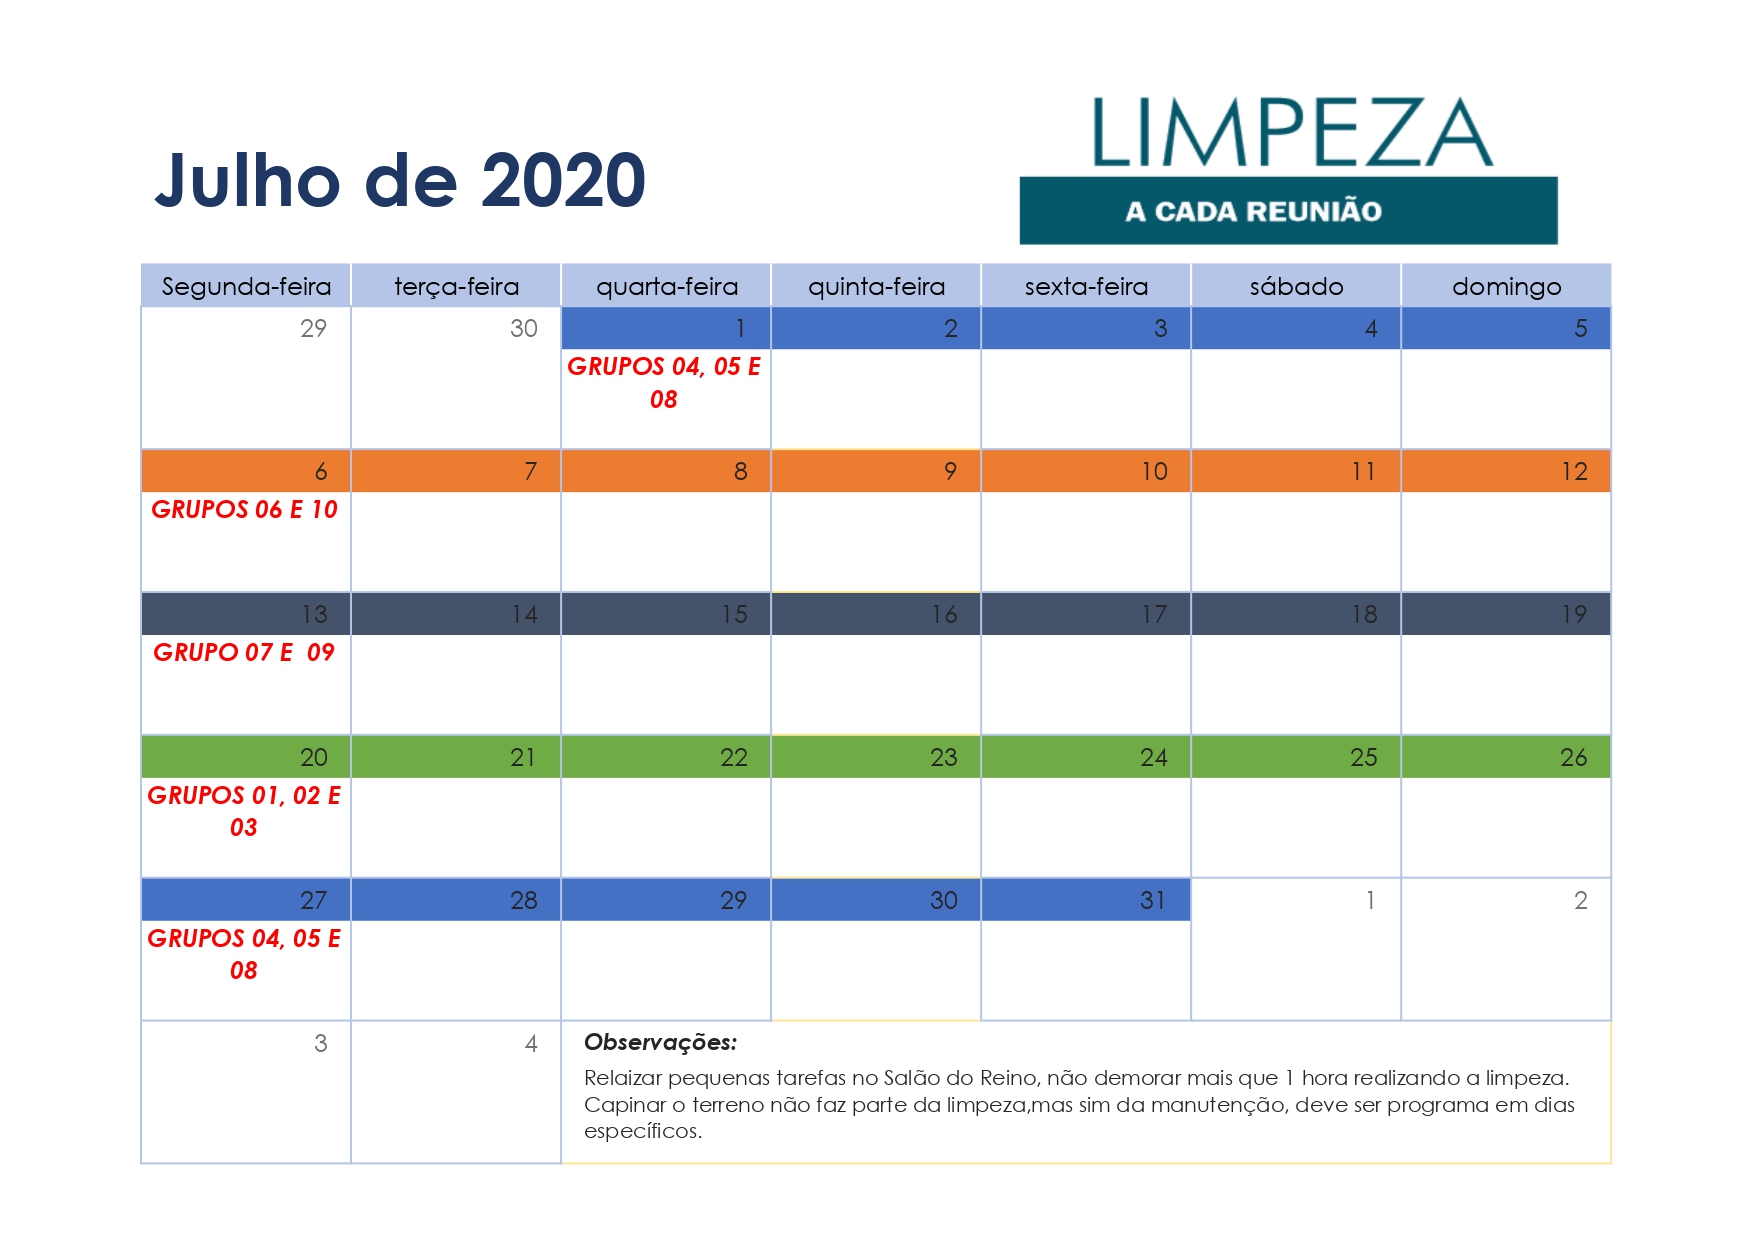 LIMPEZA
Julho de 2020
A CADA REUNIÃO
Segunda-feira terça-feira quarta-feira quinta-feira sexta-feira sábado domingo
29 30 1 2 3 4 5
GRUPOS 04, 05 E
08
6 7 8 9 10 11 12
GRUPOS 06 E 10
13 14 15 16 17 18 19
GRUPO 07 E  09
20 21 22 23 24 25 26
GRUPOS 01, 02 E
03
27 28 29 30 31 1 2
GRUPOS 04, 05 E
08
3 4 Observações:
Relaizar pequenas tarefas no Salão do Reino, não demorar mais que 1 hora realizando a limpeza.
Capinar o terreno não faz parte da limpeza,mas sim da manutenção, deve ser programa em dias
específicos.